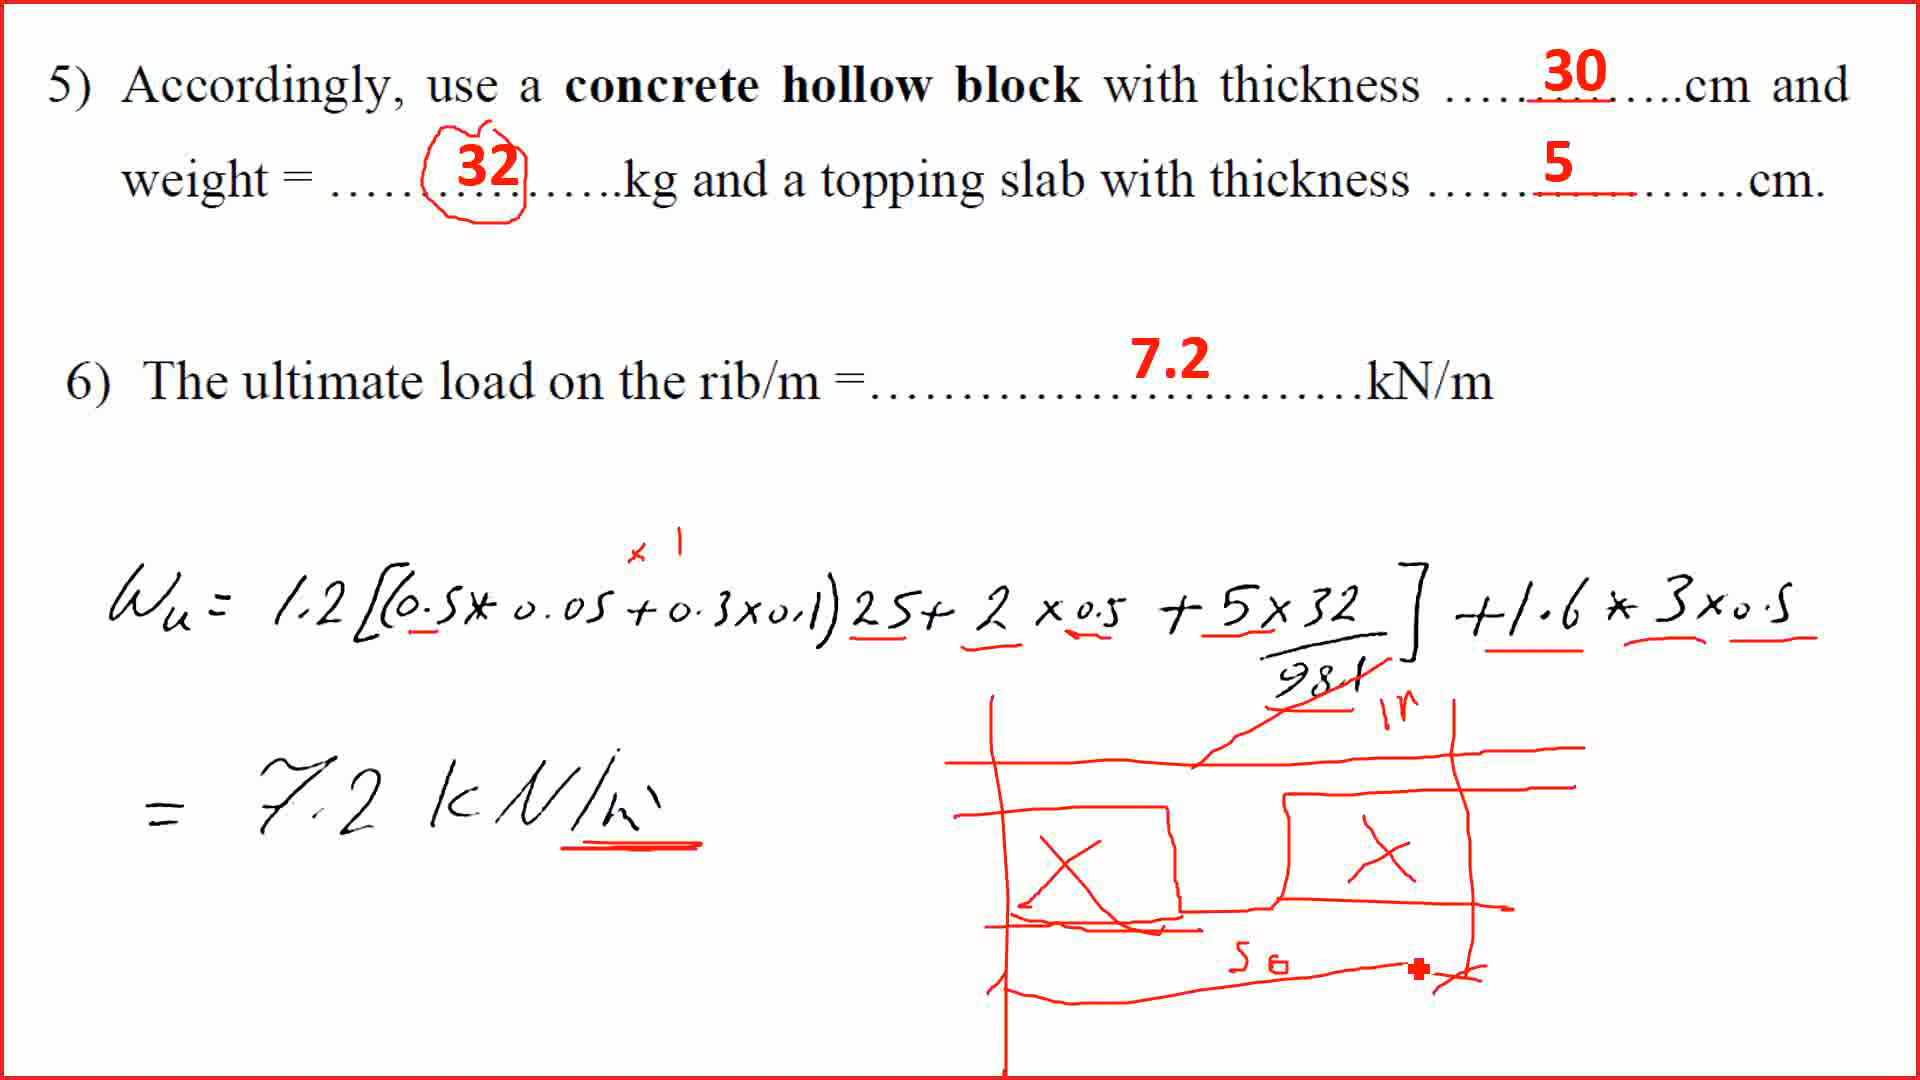 5) Accordingly, use a concrete hollow block with thickness ......30......cm and
weight = ......32......kg and a topping slab with thickness ......5......cm.
6) The ultimate load on the rib/m =......7.2......kN/m
× 1
Wu = 1.2[(0.5* 0.05 + 0.3×0.1)25 + 2 × 0.5 + 5×32/98.1] + 1.6 * 3×0.5
= 7.2 kN/m'
1m
50